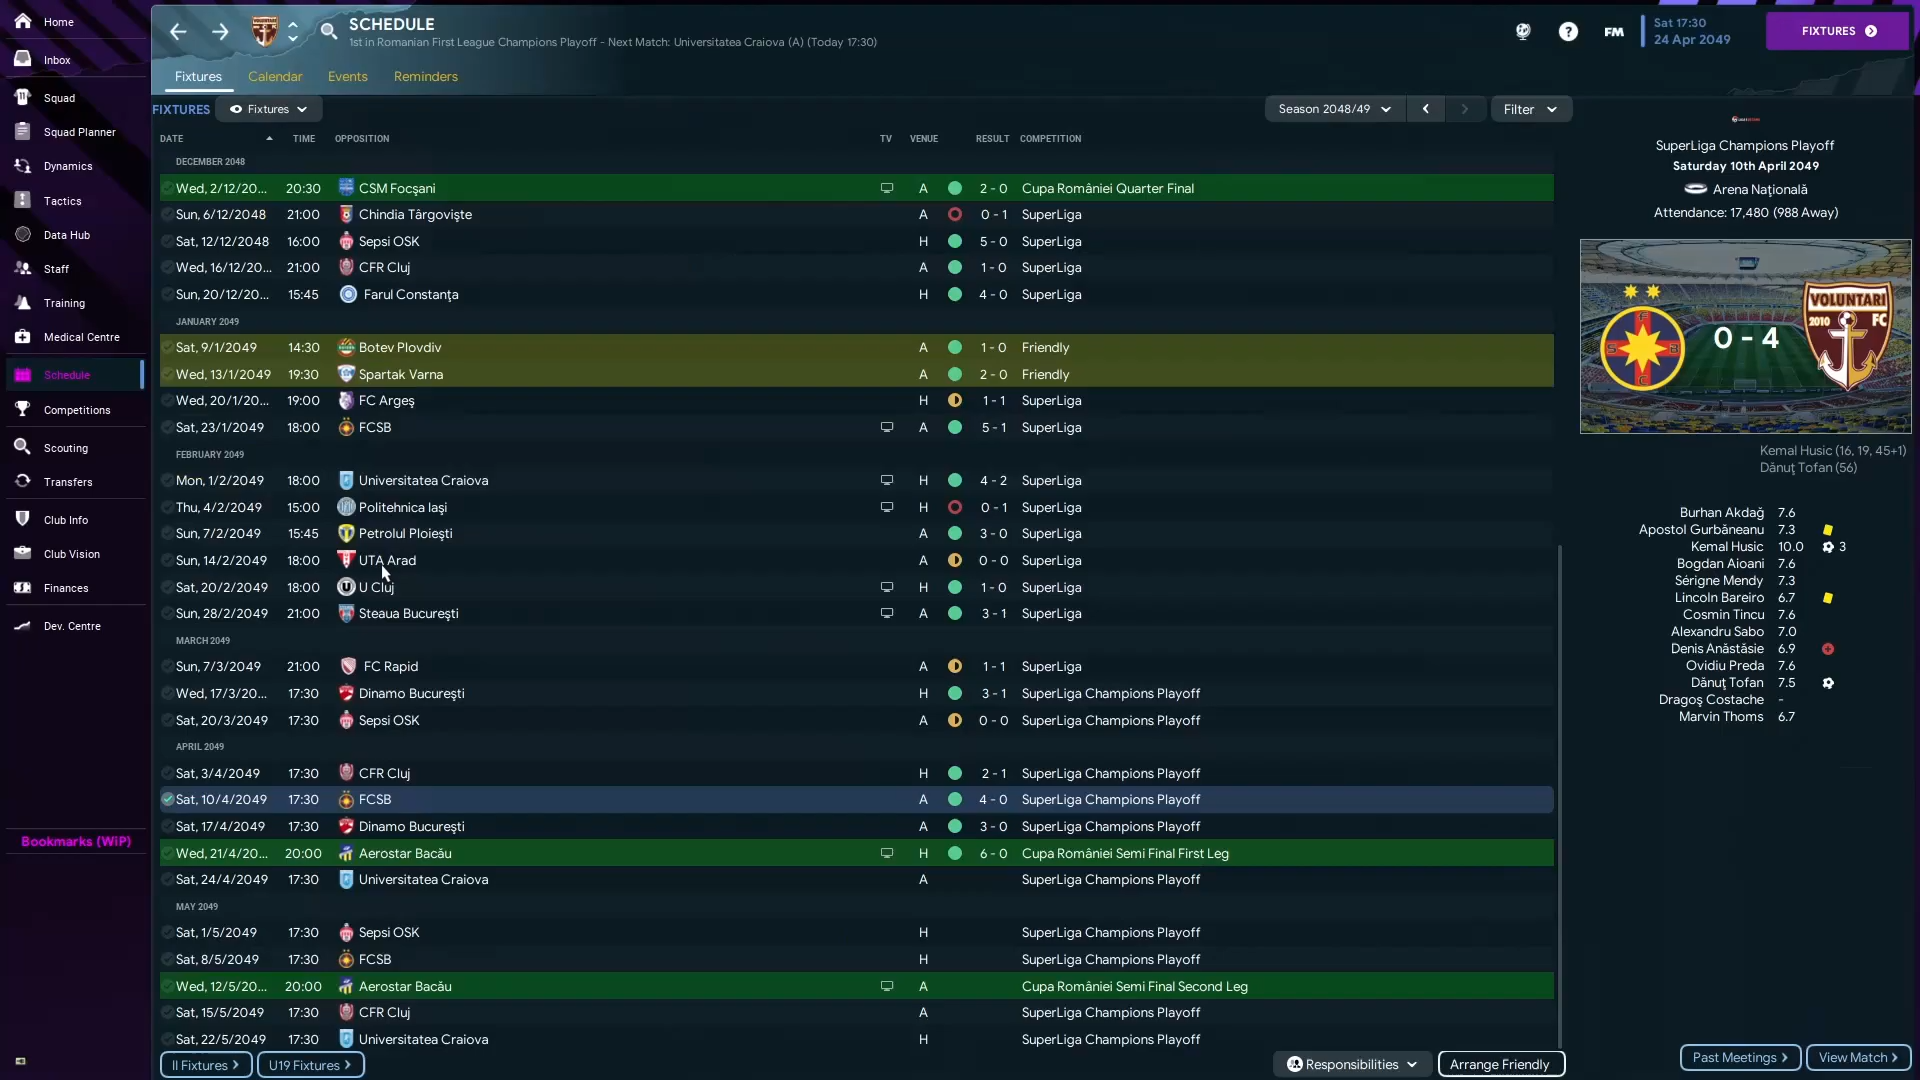 Home
Inbox
Squad
Squad Planner
Dynamics
Tactics
Data Hub
Staff
Training
Medical Centre
Schedule
Competitions
Scouting
Transfers
Club Info
Club Vision
Finances
Dev. Centre
Bookmarks (WiP)
SCHEDULE
1st in Romanian First League Champions Playoff - Next Match: Universitatea Craiova (A) (Today 17:30)
FM
Sat 17:30
24 Apr 2049
FIXTURES
Fixtures Calendar Events Reminders
FIXTURES Fixtures Season 2048/49 Filter
DATE TIME OPPOSITION TV VENUE RESULT COMPETITION
DECEMBER 2048
Wed, 2/12/20... 20:30 CSM Focșani A 2 - 0 Cupa României Quarter Final
Sun, 6/12/2048 21:00 Chindia Târgoviște A 0 - 1 SuperLiga
Sat, 12/12/2048 16:00 Sepsi OSK H 5 - 0 SuperLiga
Wed, 16/12/20... 21:00 CFR Cluj A 1 - 0 SuperLiga
Sun, 20/12/20... 15:45 Farul Constanța H 4 - 0 SuperLiga
JANUARY 2049
Sat, 9/1/2049 14:30 Botev Plovdiv A 1 - 0 Friendly
Wed, 13/1/2049 19:30 Spartak Varna A 2 - 0 Friendly
Wed, 20/1/20... 19:00 FC Argeș H 1 - 1 SuperLiga
Sat, 23/1/2049 18:00 FCSB A 5 - 1 SuperLiga
FEBRUARY 2049
Mon, 1/2/2049 18:00 Universitatea Craiova H 4 - 2 SuperLiga
Thu, 4/2/2049 15:00 Politehnica Iași H 0 - 1 SuperLiga
Sun, 7/2/2049 15:45 Petrolul Ploiești A 3 - 0 SuperLiga
Sun, 14/2/2049 18:00 UTA Arad A 0 - 0 SuperLiga
Sat, 20/2/2049 18:00 U Cluj H 1 - 0 SuperLiga
Sun, 28/2/2049 21:00 Steaua București A 3 - 1 SuperLiga
MARCH 2049
Sun, 7/3/2049 21:00 FC Rapid A 1 - 1 SuperLiga
Wed, 17/3/20... 17:30 Dinamo București H 3 - 1 SuperLiga Champions Playoff
Sat, 20/3/2049 17:30 Sepsi OSK A 0 - 0 SuperLiga Champions Playoff
APRIL 2049
Sat, 3/4/2049 17:30 CFR Cluj H 2 - 1 SuperLiga Champions Playoff
Sat, 10/4/2049 17:30 FCSB A 4 - 0 SuperLiga Champions Playoff
Sat, 17/4/2049 17:30 Dinamo București A 3 - 0 SuperLiga Champions Playoff
Wed, 21/4/20... 20:00 Aerostar Bacău H 6 - 0 Cupa României Semi Final First Leg
Sat, 24/4/2049 17:30 Universitatea Craiova A SuperLiga Champions Playoff
MAY 2049
Sat, 1/5/2049 17:30 Sepsi OSK H SuperLiga Champions Playoff
Sat, 8/5/2049 17:30 FCSB H SuperLiga Champions Playoff
Wed, 12/5/20... 20:00 Aerostar Bacău A Cupa României Semi Final Second Leg
Sat, 15/5/2049 17:30 CFR Cluj A SuperLiga Champions Playoff
Sat, 22/5/2049 17:30 Universitatea Craiova H SuperLiga Champions Playoff
II Fixtures U19 Fixtures Responsibilities Arrange Friendly
SuperLiga Champions Playoff
Saturday 10th April 2049
Arena Națională
Attendance: 17,480 (988 Away)
F S B C
0 - 4
VOLUNTARI
2010 FC
Kemal Husic (16, 19, 45+1)
Dănuț Tofan (56)
Burhan Akdağ 7.6
Apostol Gurbăneanu 7.3
Kemal Husic 10.0 3
Bogdan Aioani 7.6
Sérigne Mendy 7.3
Lincoln Bareiro 6.7
Cosmin Tincu 7.6
Alexandru Sabo 7.0
Denis Anăstăsie 6.9
Ovidiu Preda 7.6
Dănuț Tofan 7.5
Dragoș Costache -
Marvin Thoms 6.7
Past Meetings View Match